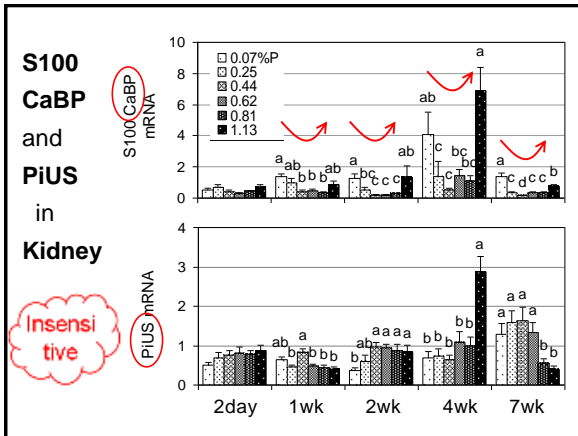 S100
CaBP
and
PiUS
in
Kidney
Insensi
tive
S100 CaBP
mRNA
10
8
6
4
2
0
0.07%P
0.25
0.44
0.62
0.81
1.13
a ab b b b ab
a bc c c c ab
ab c c bc bc a
a c d c c b
PiUS mRNA
4
3
2
1
0
ab b a b b b
b ab a a a a
b b b b b a
a a a a b b
2day 1wk 2wk 4wk 7wk